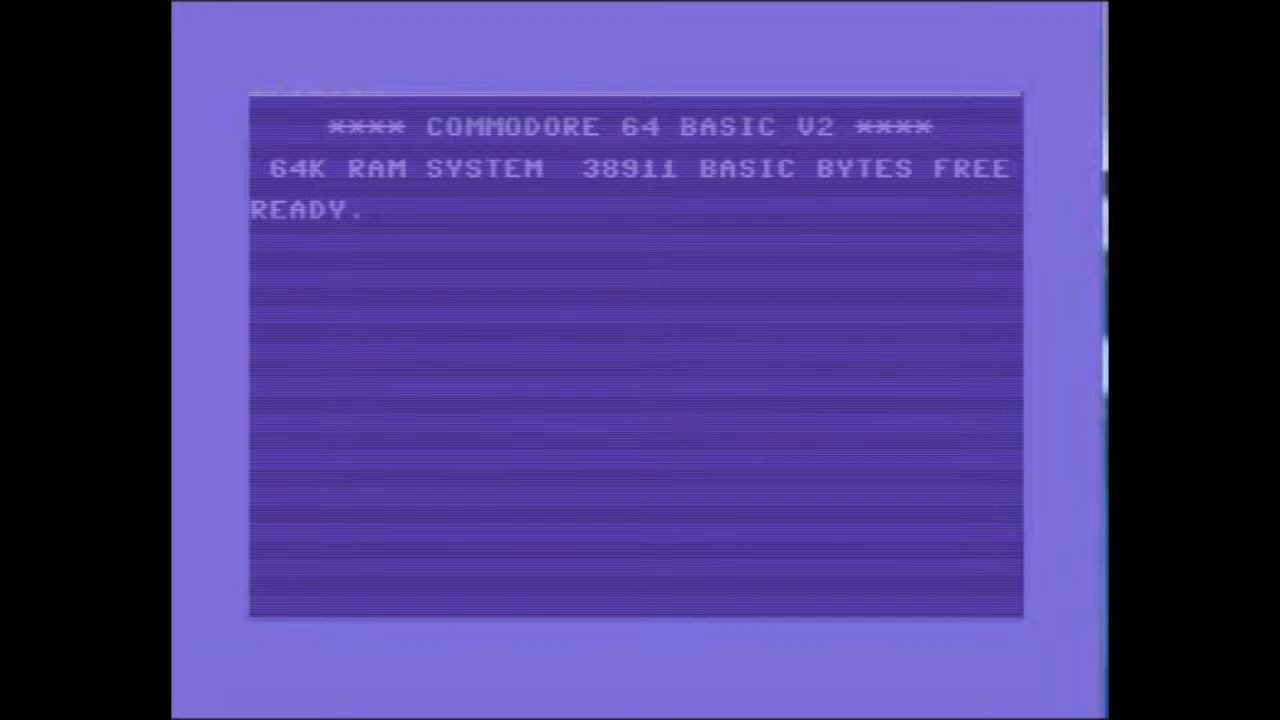 **** COMMODORE 64 BASIC V2 ****
64K RAM SYSTEM  38911 BASIC BYTES FREE
READY.